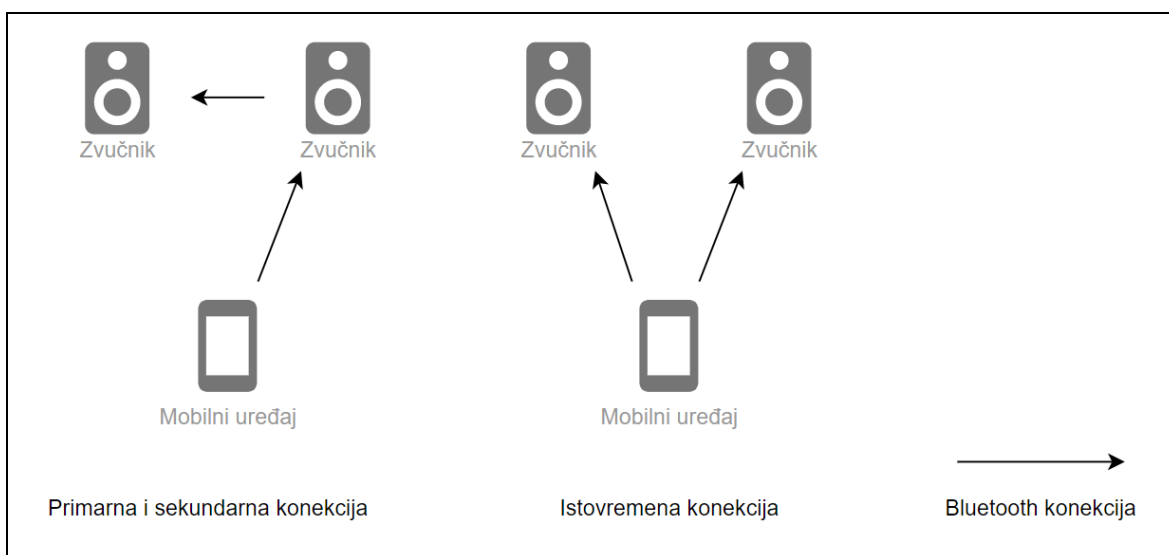 Zvučnik
Zvučnik
Zvučnik
Zvučnik
Mobilni uređaj
Mobilni uređaj
Primarna i sekundarna konekcija
Istovremena konekcija
Bluetooth konekcija